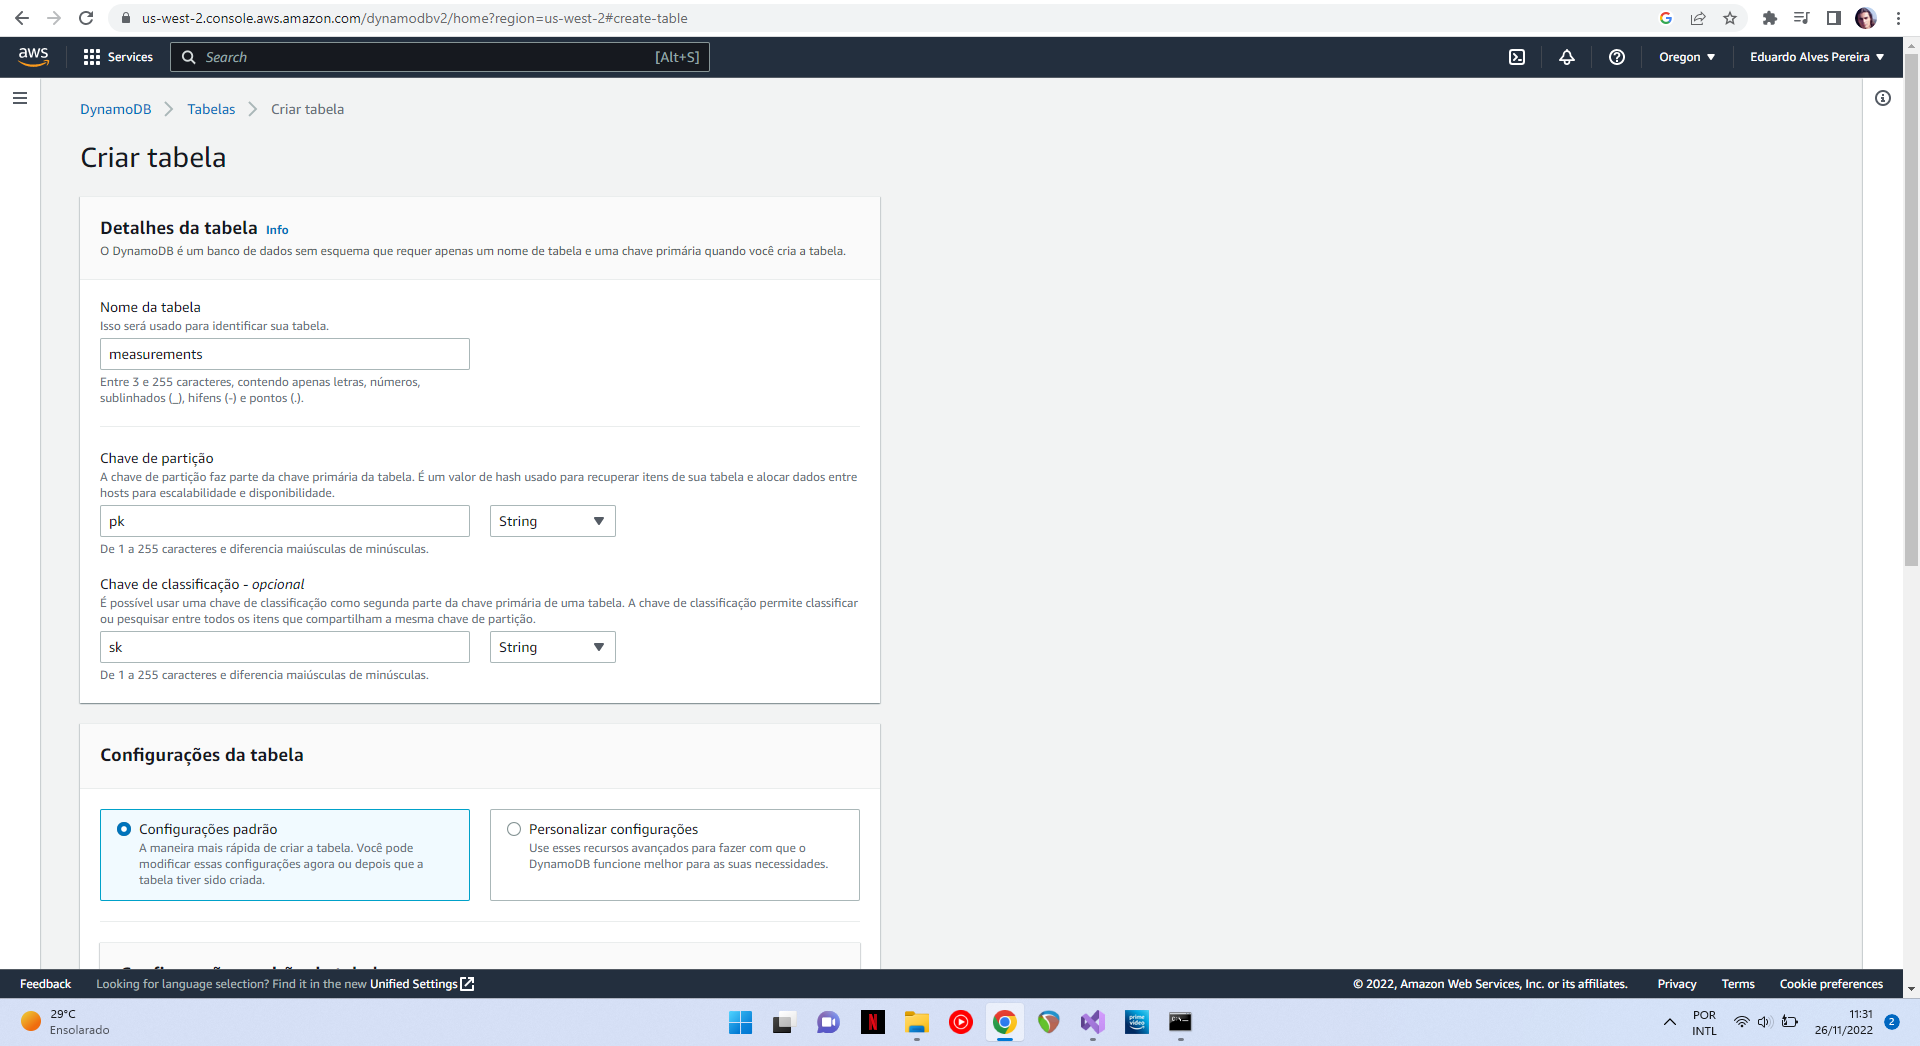 us-west-2.console.aws.amazon.com/dynamodbv2/home?region=us-west-2#create-table
aws
Services
Search
[Alt+S]
Oregon
Eduardo Alves Pereira
DynamoDB
Tabelas
Criar tabela
Criar tabela
Detalhes da tabela Info
O DynamoDB é um banco de dados sem esquema que requer apenas um nome de tabela e uma chave primária quando você cria a tabela.
Nome da tabela
Isso será usado para identificar sua tabela.
measurements
Entre 3 e 255 caracteres, contendo apenas letras, números,
sublinhados (_), hifens (-) e pontos (.).
Chave de partição
A chave de partição faz parte da chave primária da tabela. É um valor de hash usado para recuperar itens de sua tabela e alocar dados entre
hosts para escalabilidade e disponibilidade.
pk
String
De 1 a 255 caracteres e diferencia maiúsculas de minúsculas.
Chave de classificação - opcional
É possível usar uma chave de classificação como segunda parte da chave primária de uma tabela. A chave de classificação permite classificar
ou pesquisar entre todos os itens que compartilham a mesma chave de partição.
sk
String
De 1 a 255 caracteres e diferencia maiúsculas de minúsculas.
Configurações da tabela
Configurações padrão
A maneira mais rápida de criar a tabela. Você pode
modificar essas configurações agora ou depois que a
tabela tiver sido criada.
Personalizar configurações
Use esses recursos avançados para fazer com que o
DynamoDB funcione melhor para as suas necessidades.
Feedback
Looking for language selection? Find it in the new Unified Settings
© 2022, Amazon Web Services, Inc. or its affiliates.
Privacy
Terms
Cookie preferences
29°C
Ensolarado
prime
video
POR
INTL
11:31
26/11/2022
2